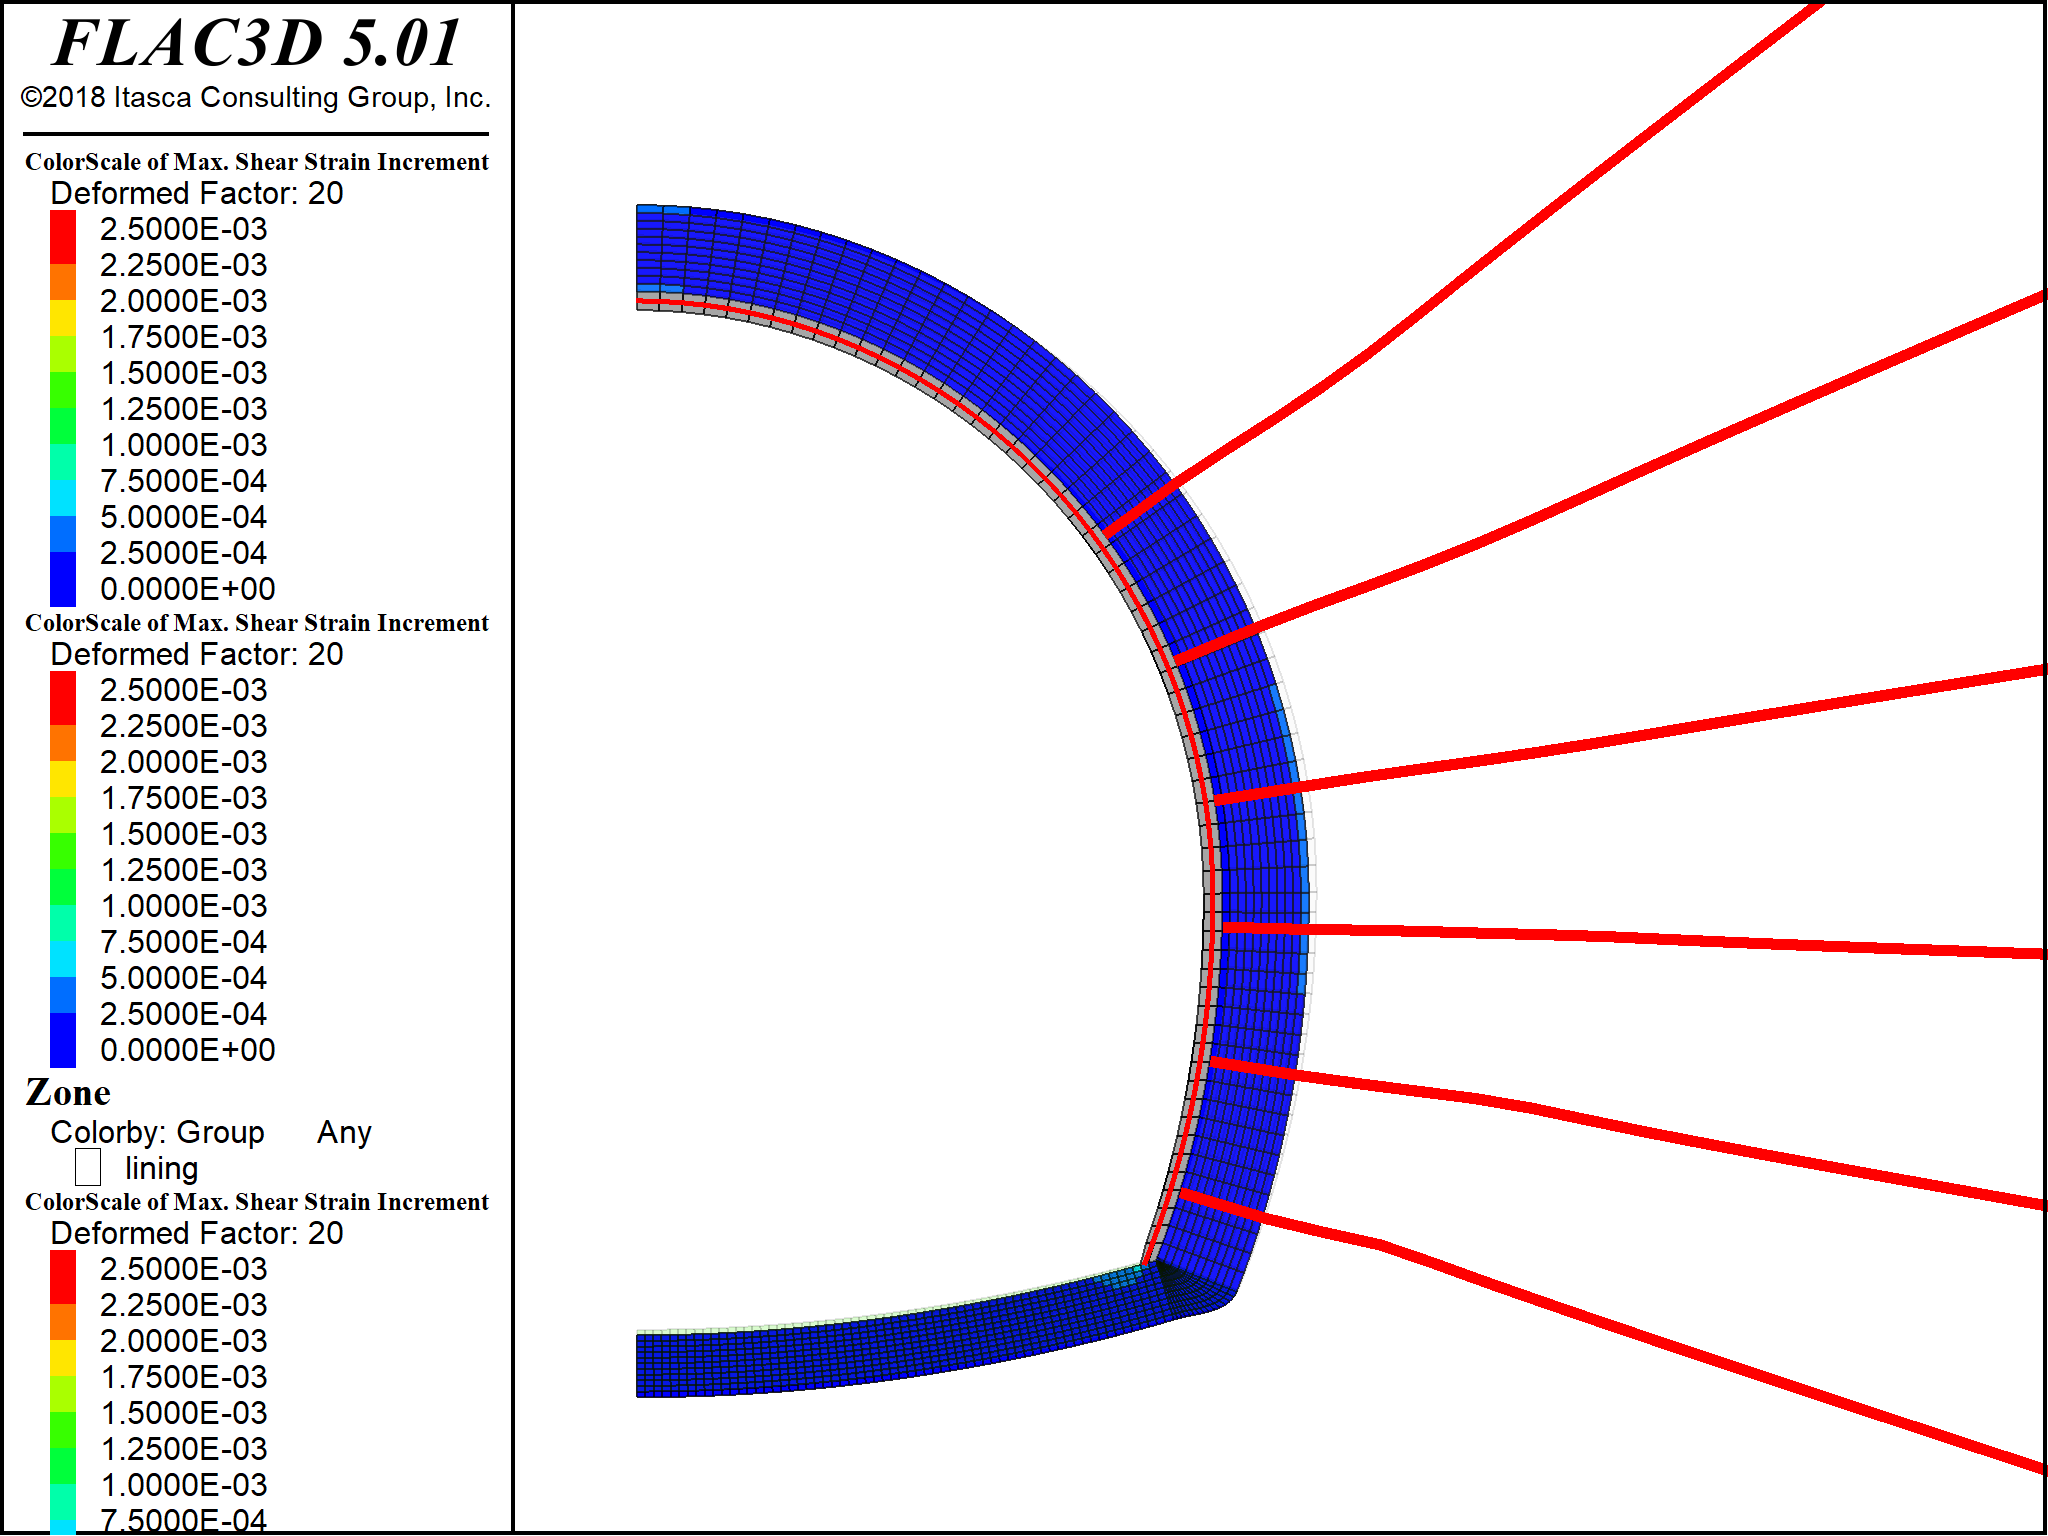 FLAC3D 5.01
©2018 Itasca Consulting Group, Inc.
ColorScale of Max. Shear Strain Increment
Deformed Factor: 20
2.5000E-03
2.2500E-03
2.0000E-03
1.7500E-03
1.5000E-03
1.2500E-03
1.0000E-03
7.5000E-04
5.0000E-04
2.5000E-04
0.0000E+00
ColorScale of Max. Shear Strain Increment
Deformed Factor: 20
2.5000E-03
2.2500E-03
2.0000E-03
1.7500E-03
1.5000E-03
1.2500E-03
1.0000E-03
7.5000E-04
5.0000E-04
2.5000E-04
0.0000E+00
Zone
Colorby: Group Any
lining
ColorScale of Max. Shear Strain Increment
Deformed Factor: 20
2.5000E-03
2.2500E-03
2.0000E-03
1.7500E-03
1.5000E-03
1.2500E-03
1.0000E-03
7.5000E-04